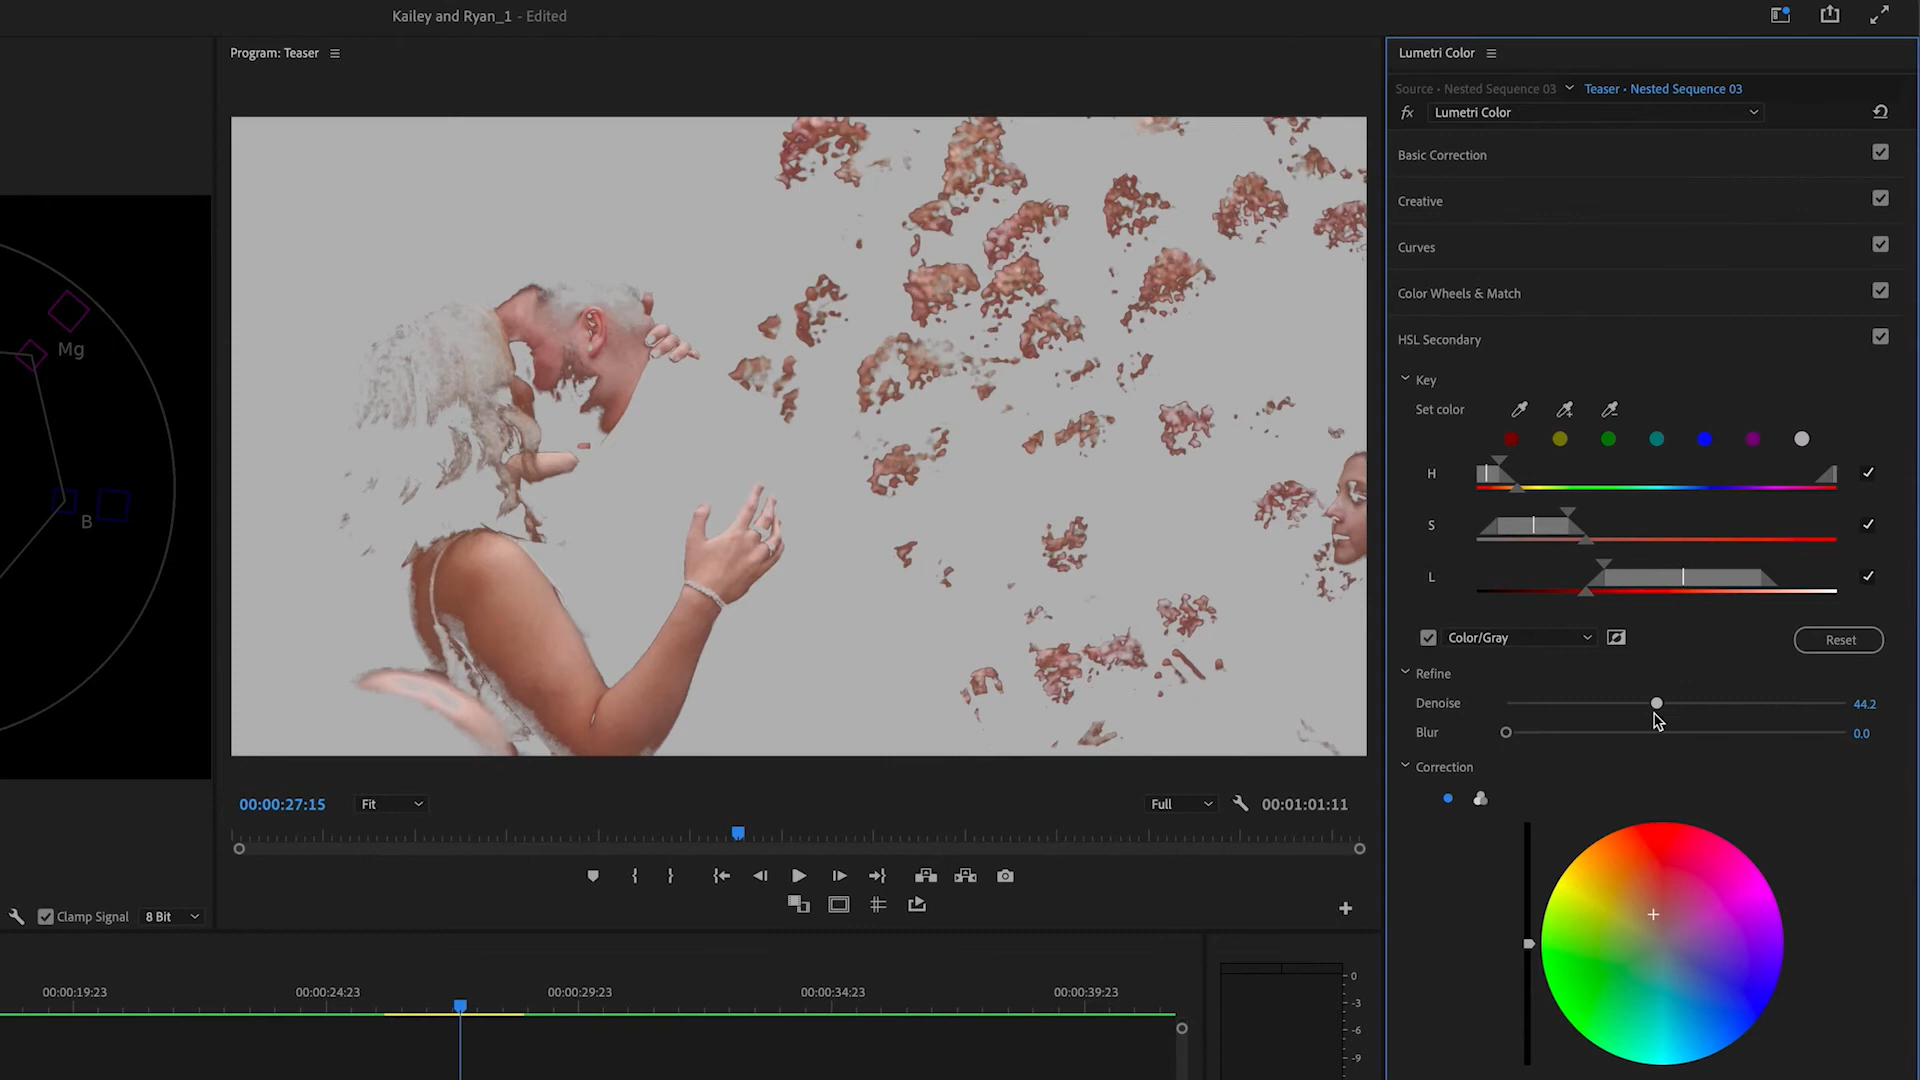 Kailey and Ryan_1 - Edited
Program: Teaser
Lumetri Color
Source · Nested Sequence 03
Teaser · Nested Sequence 03
fx Lumetri Color
Basic Correction
Creative
Curves
Color Wheels & Match
HSL Secondary
Key
Set color
H
S
L
Color/Gray
Reset
Refine
Denoise 44.2
Blur 0.0
Correction
Mg
B
00:00:27:15
Fit
Full
00:01:01:11
Clamp Signal
8 Bit
00:00:19:23
00:00:24:23
00:00:29:23
00:00:34:23
00:00:39:23
0
-3
-6
-9